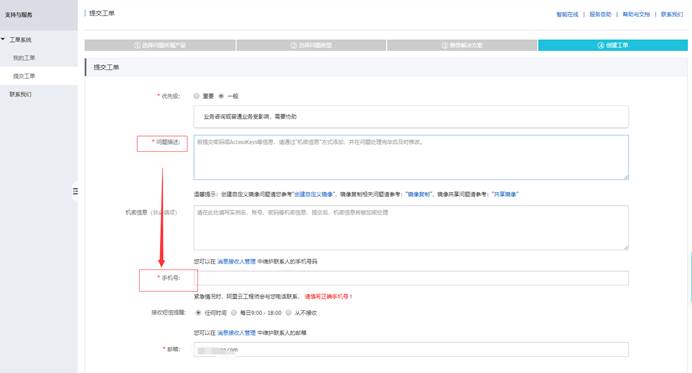 支持与服务
提交工单
智能在线 | 服务自助 | 帮助与文档 | 联系我们
工单系统
我的工单
提交工单
联系我们
① 选择问题所属产品
② 选择问题类型
③ 推荐解决方案
④ 创建工单
提交工单
* 优先级: 重要 一般
业务咨询或普通业务受影响，需要协助
* 问题描述:
若提交密码或AccessKeys等信息，请通过“机密信息”方式添加，并在问题处理完毕后及时修改。
温馨提示：创建自定义镜像问题请您参考“创建自定义镜像”，镜像复制相关问题请参考：“镜像复制”，镜像共享问题请参考：“共享镜像”
机密信息
请在此处填写实例名、账号、密码等机密信息，提交后，机密信息将做加密处理
您可以在 消息接收人管理 中维护联系人的手机号码
* 手机号:
紧急情况时，阿里云工程师会与您电话联系， 请填写正确手机号！
接收短信提醒: 任何时间 每日9:00 - 18:00 从不接收
您可以在 消息接收人管理 中维护联系人的邮箱
* 邮箱:
.com